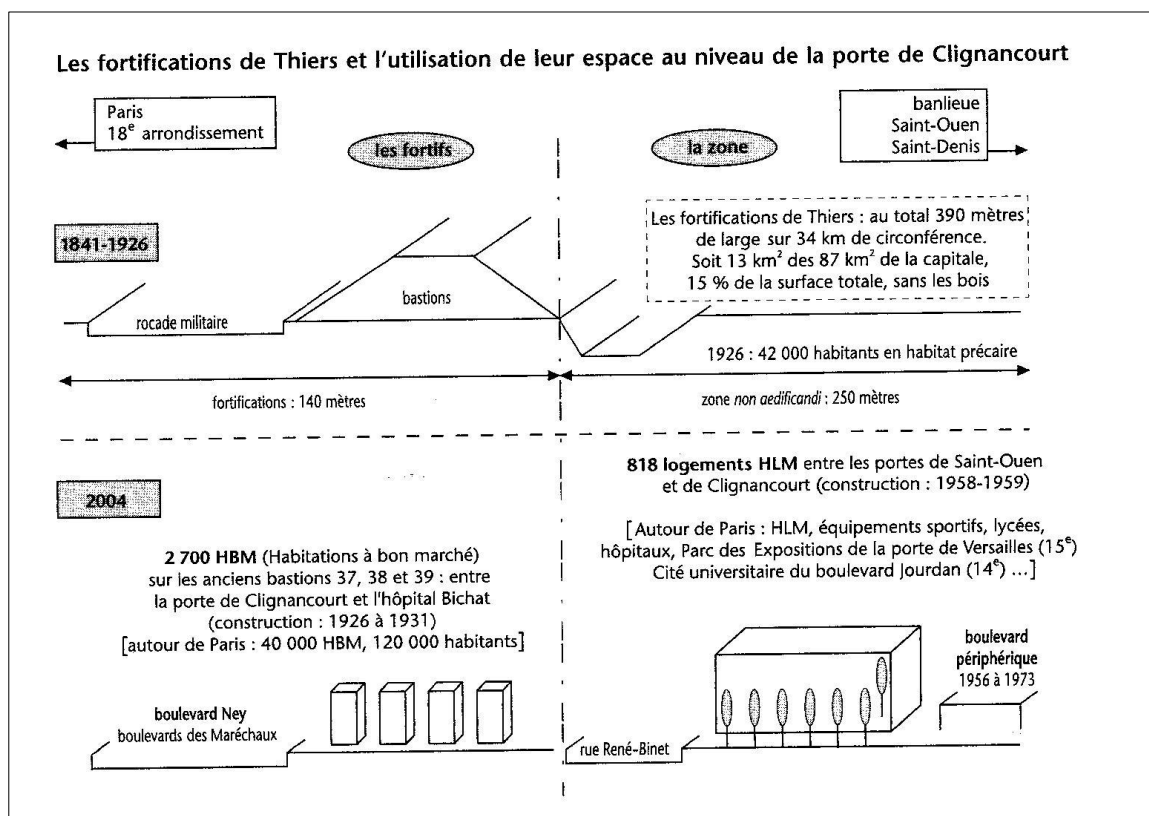 Les fortifications de Thiers et l'utilisation de leur espace au niveau de la porte de Clignancourt
Paris
18e arrondissement
les fortifs
la zone
banlieue
Saint-Ouen
Saint-Denis
1841-1926
Les fortifications de Thiers : au total 390 mètres
de large sur 34 km de circonférence.
Soit 13 km² des 87 km² de la capitale,
15 % de la surface totale, sans les bois
bastions
rocade militaire
1926 : 42 000 habitants en habitat précaire
fortifications : 140 mètres
zone non aedificandi : 250 mètres
2004
818 logements HLM entre les portes de Saint-Ouen
et de Clignancourt (construction : 1958-1959)
[Autour de Paris : HLM, équipements sportifs, lycées,
hôpitaux, Parc des Expositions de la porte de Versailles (15e)
Cité universitaire du boulevard Jourdan (14e) ...]
2 700 HBM (Habitations à bon marché)
sur les anciens bastions 37, 38 et 39 : entre
la porte de Clignancourt et l'hôpital Bichat
(construction : 1926 à 1931)
[autour de Paris : 40 000 HBM, 120 000 habitants]
boulevard Ney
boulevards des Maréchaux
rue René-Binet
boulevard
périphérique
1956 à 1973